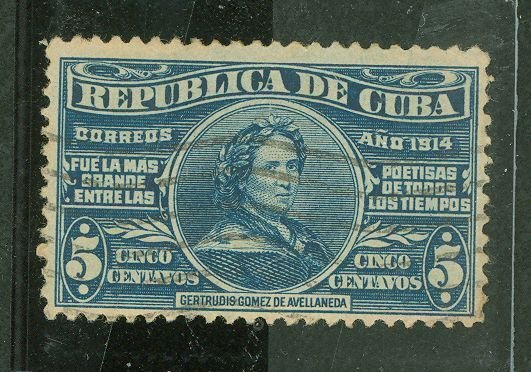 REPUBLICA DE CUBA
CORREOS
AÑO 1914
FUE LA MAS
GRANDE
ENTRE LAS
POETISAS
DE TODOS
LOS TIEMPOS
5 CINCO
CENTAVOS
CINCO 5
CENTAVOS
GERTRUDIS GOMEZ DE AVELLANEDA